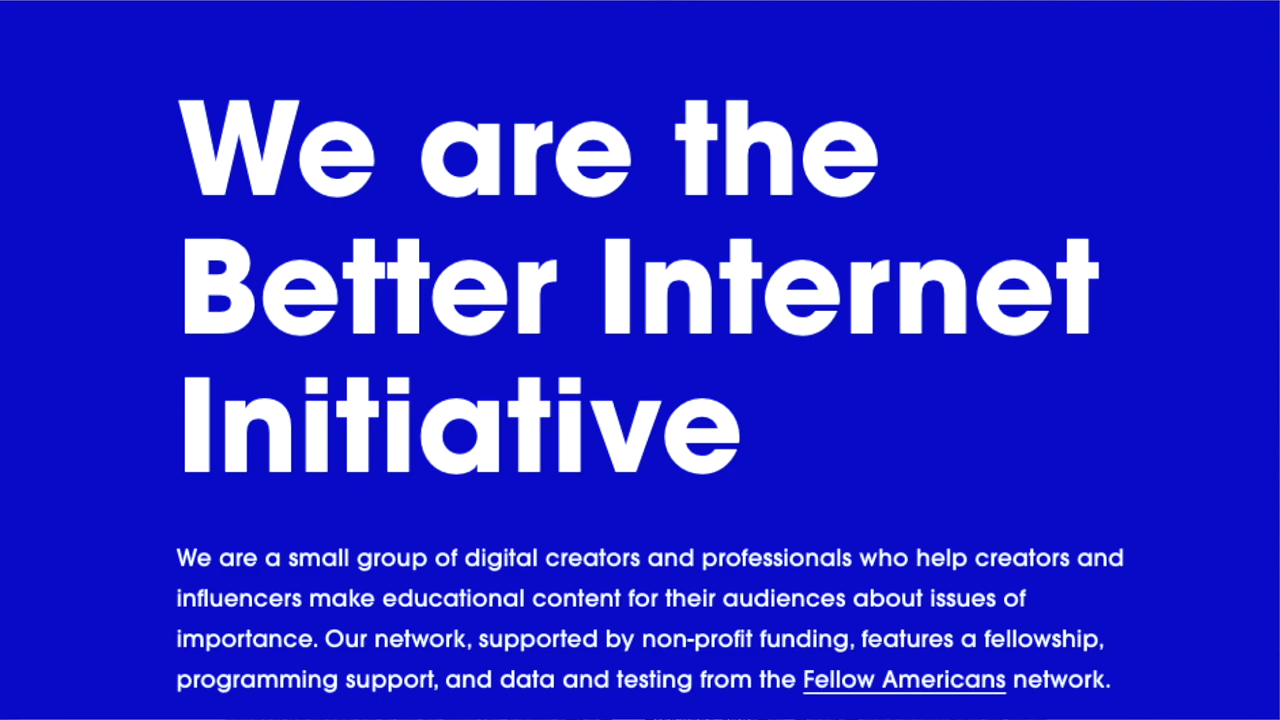 We are the
Better Internet
Initiative
We are a small group of digital creators and professionals who help creators and
influencers make educational content for their audiences about issues of
importance. Our network, supported by non-profit funding, features a fellowship,
programming support, and data and testing from the Fellow Americans network.